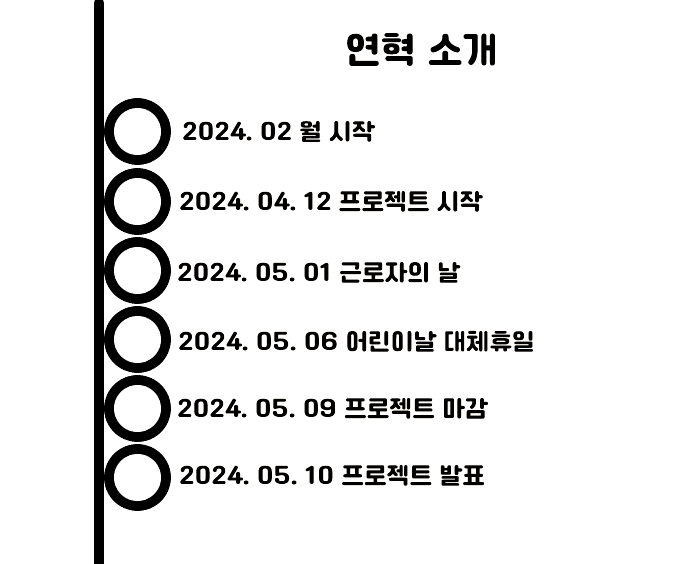 연혁 소개
2024. 02 월 시작
2024. 04. 12 프로젝트 시작
2024. 05. 01 근로자의 날
2024. 05. 06 어린이날 대체휴일
2024. 05. 09 프로젝트 마감
2024. 05. 10 프로젝트 발표